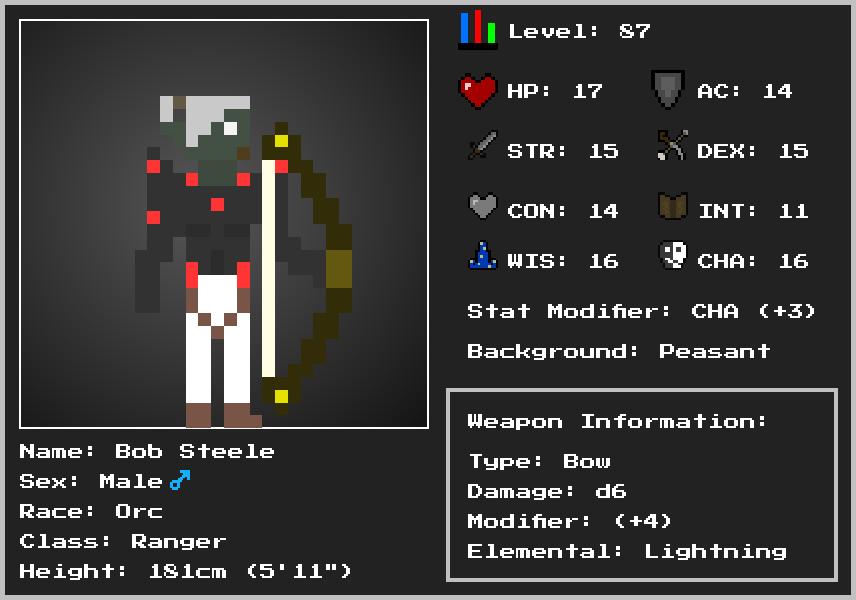 Level: 87
HP: 17 AC: 14
STR: 15 DEX: 15
CON: 14 INT: 11
WIS: 16 CHA: 16
Stat Modifier: CHA (+3)
Background: Peasant
Weapon Information:
Type: Bow
Damage: d6
Modifier: (+4)
Elemental: Lightning
Name: Bob Steele
Sex: Male ♂
Race: Orc
Class: Ranger
Height: 181cm (5'11")